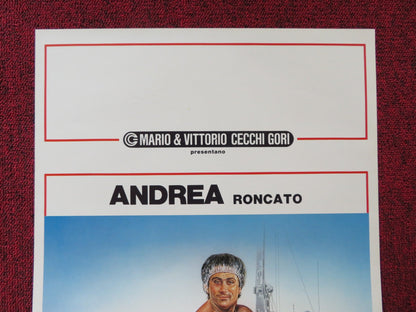 MARIO & VITTORIO CECCHI GORI
presentano
ANDREA RONCATO